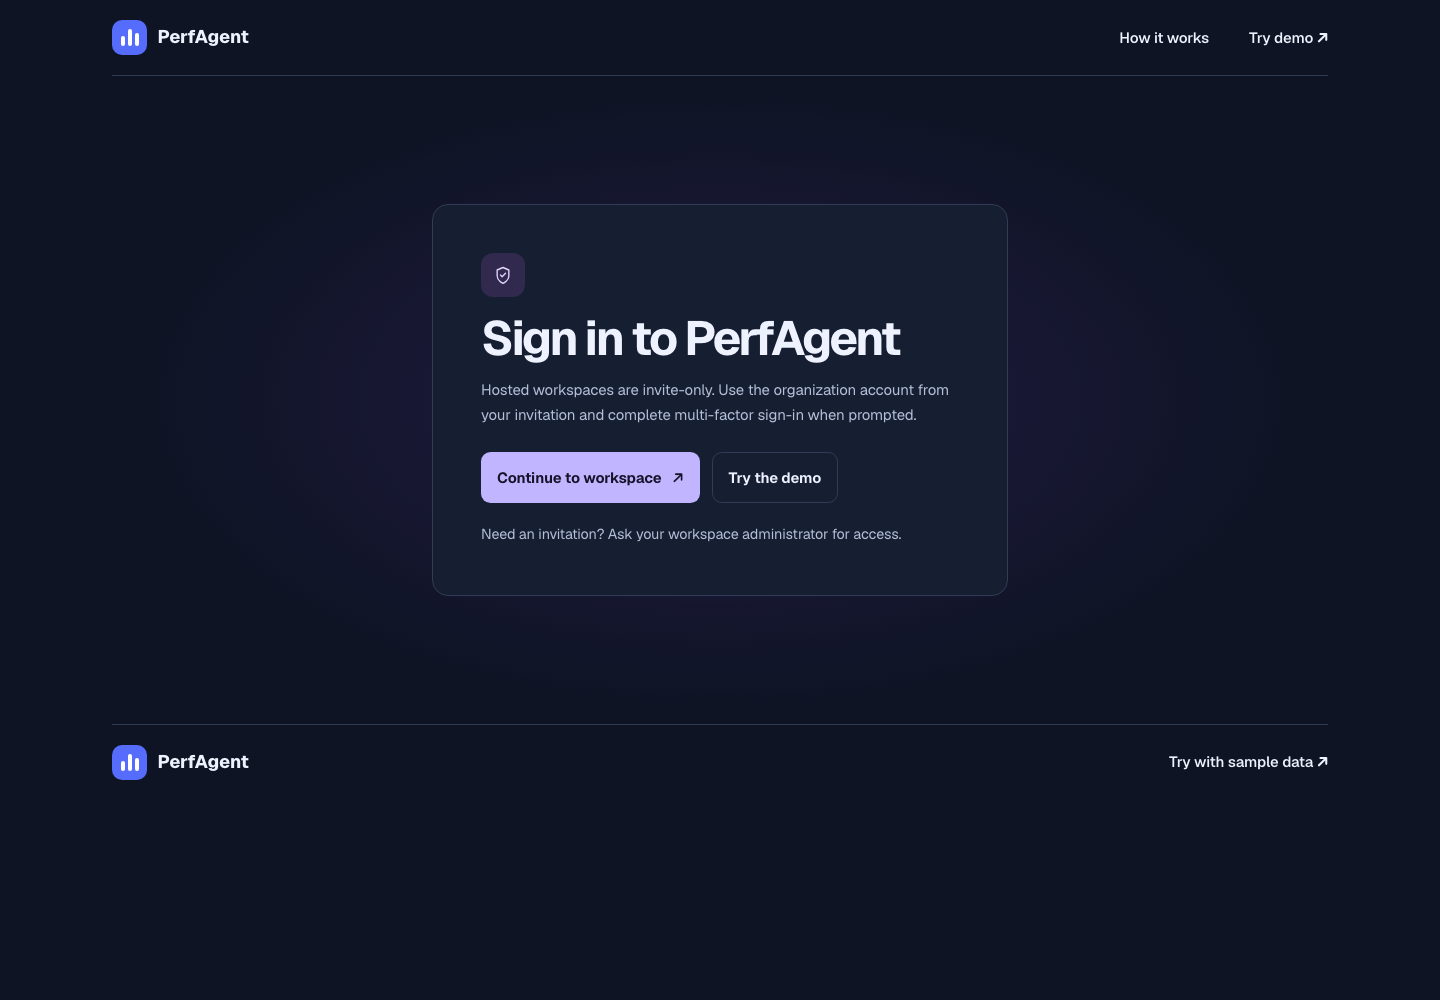 PerfAgent
How it works
Try demo ↗
Sign in to PerfAgent
Hosted workspaces are invite-only. Use the organization account from
your invitation and complete multi-factor sign-in when prompted.
Continue to workspace ↗
Try the demo
Need an invitation? Ask your workspace administrator for access.
PerfAgent
Try with sample data ↗